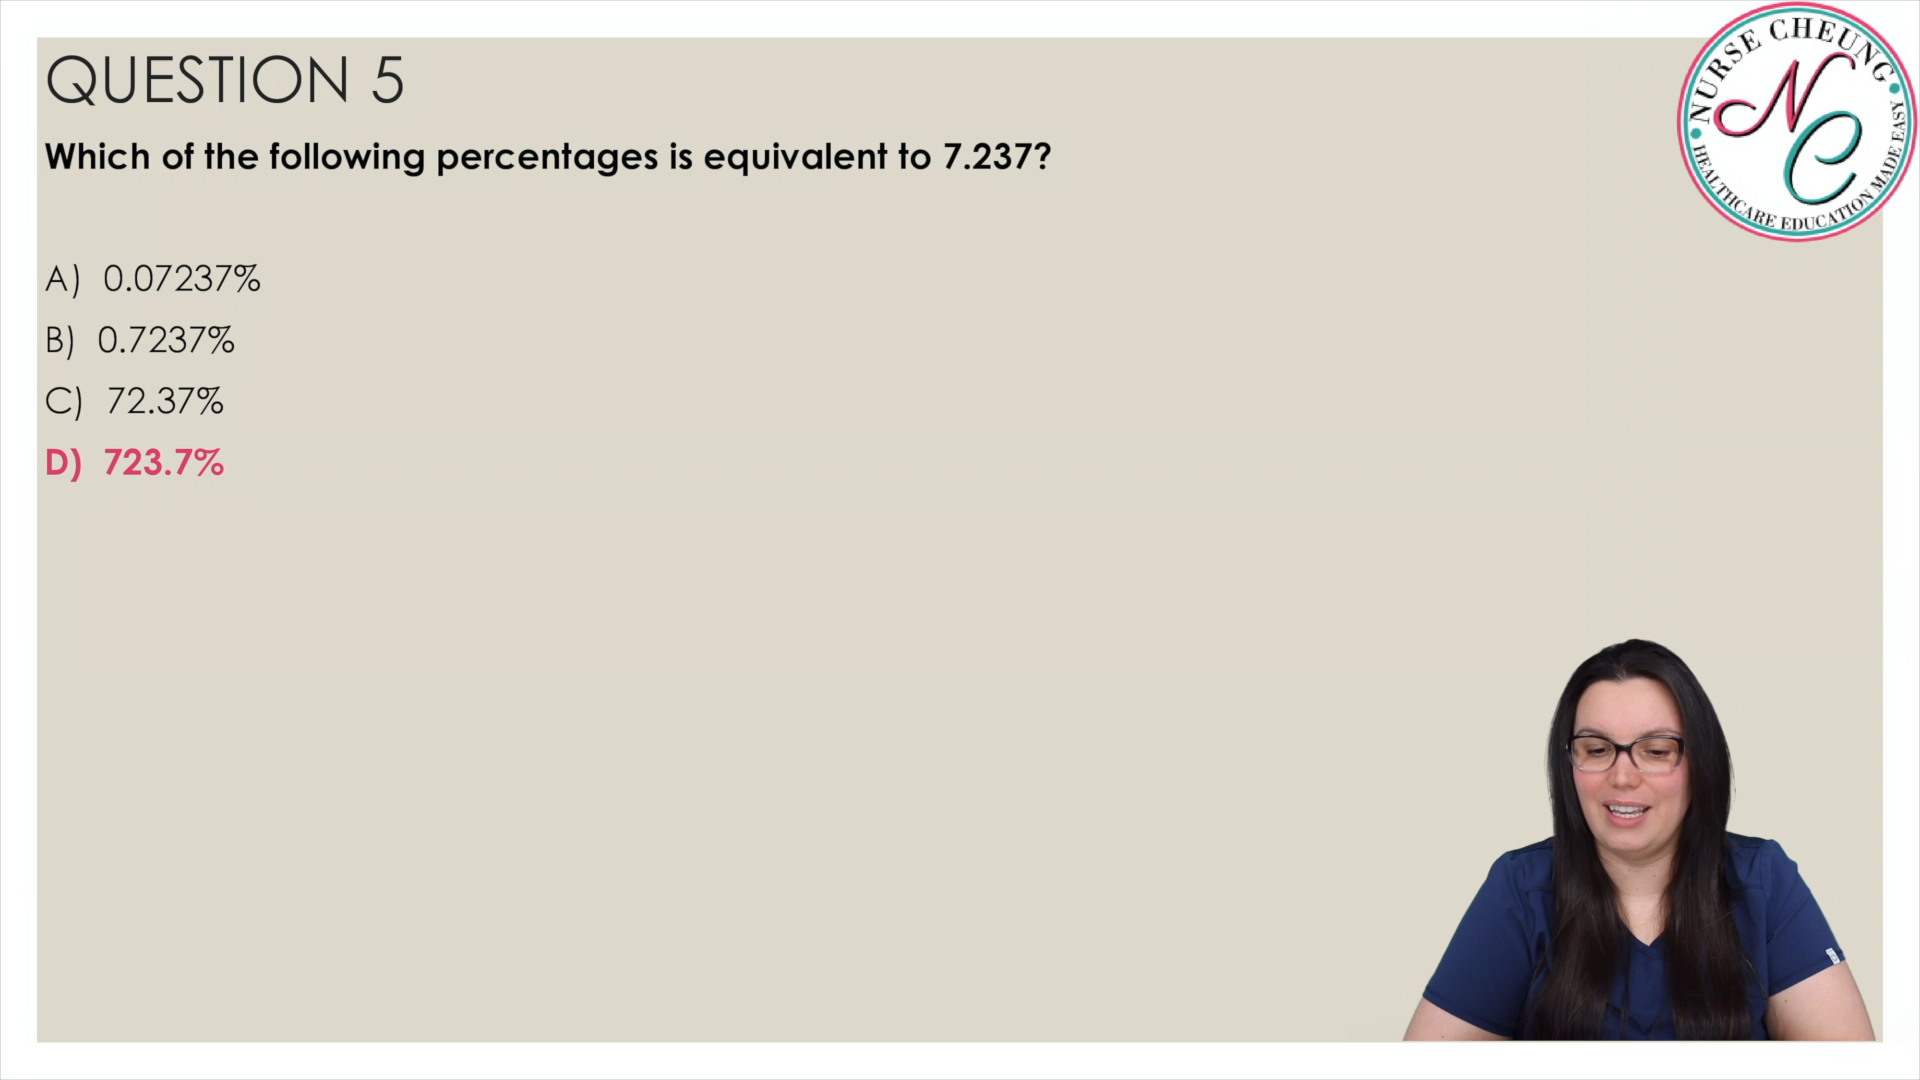 QUESTION 5
Which of the following percentages is equivalent to 7.237?
A) 0.07237%
B) 0.7237%
C) 72.37%
D) 723.7%
NURSE CHEUNG
NC
HEALTHCARE EDUCATION MADE EASY